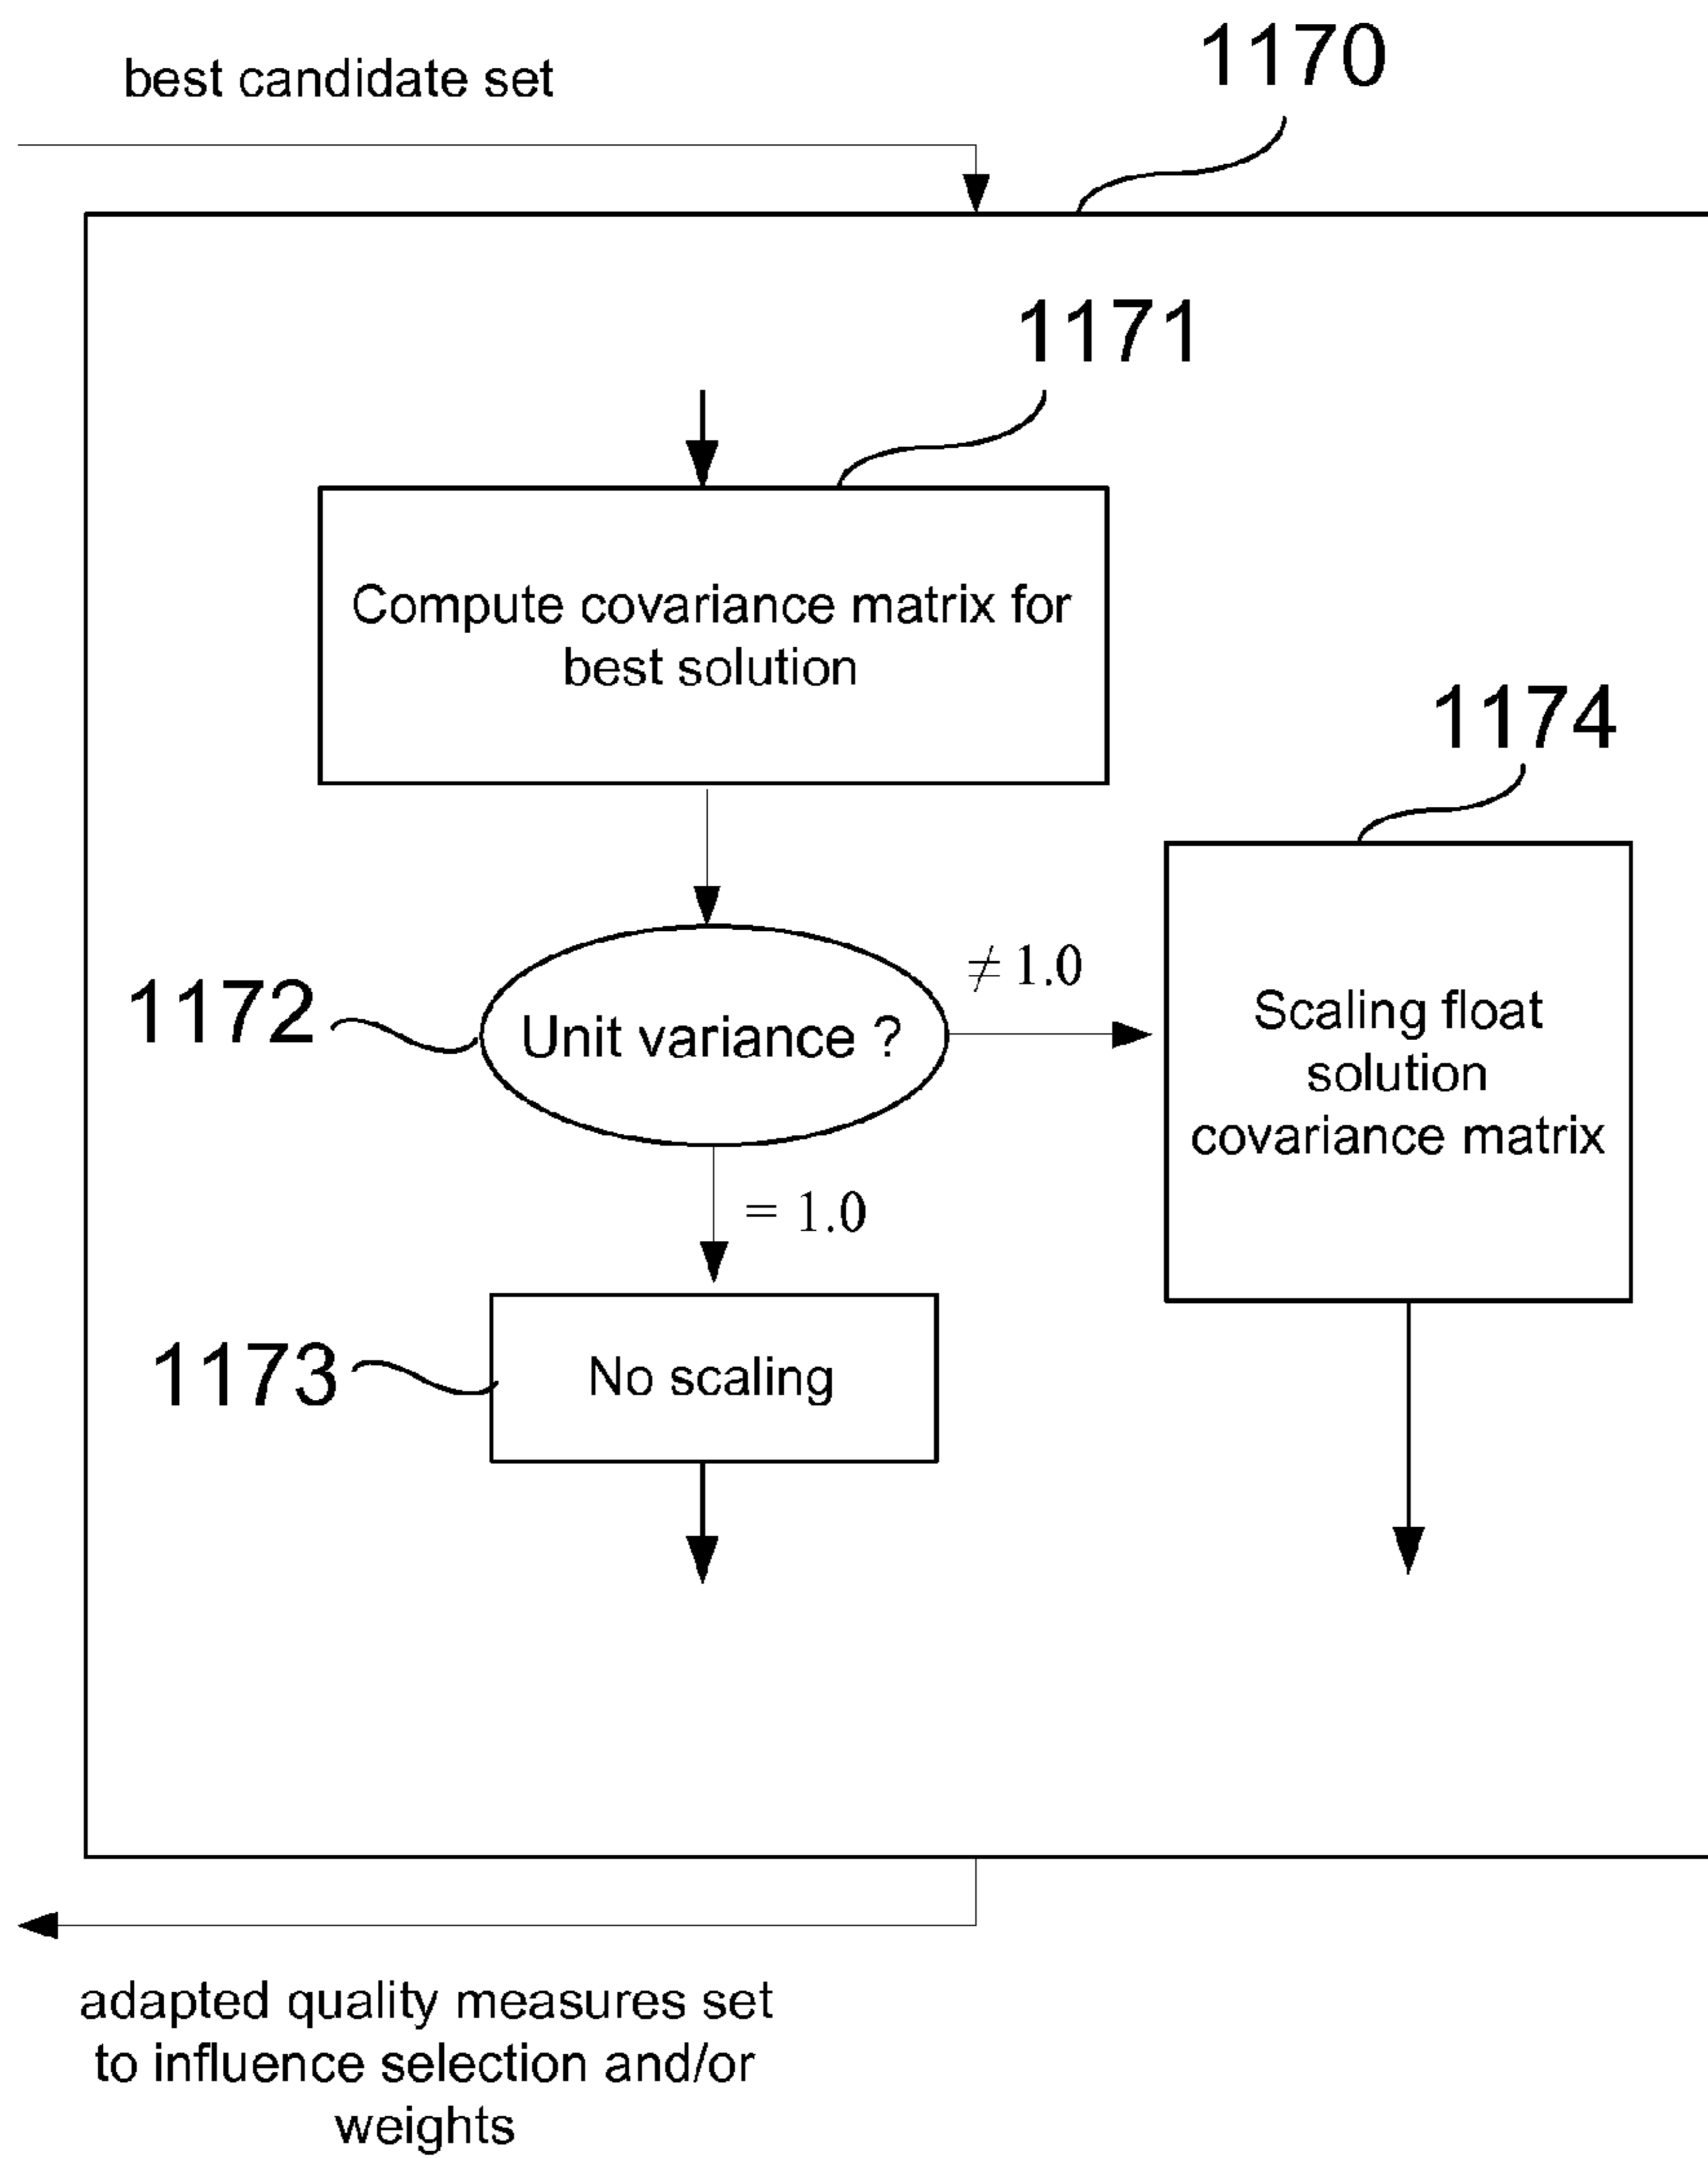 best candidate set
1170
1171
Compute covariance matrix for
best solution
1174
≠ 1.0
1172
Unit variance ?
Scaling float
solution
covariance matrix
= 1.0
1173
No scaling
adapted quality measures set
to influence selection and/or
weights